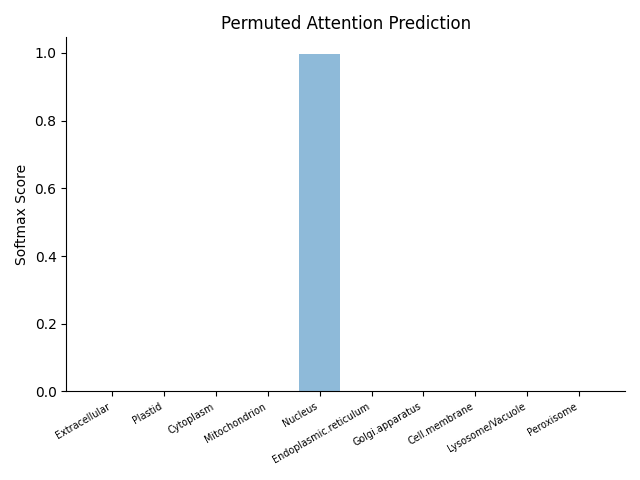 Permuted Attention Prediction
Softmax Score
1.0
0.8
0.6
0.4
0.2
0.0
Extracellular
Plastid
Cytoplasm
Mitochondrion
Nucleus
Endoplasmic.reticulum
Golgi.apparatus
Cell.membrane
Lysosome/Vacuole
Peroxisome